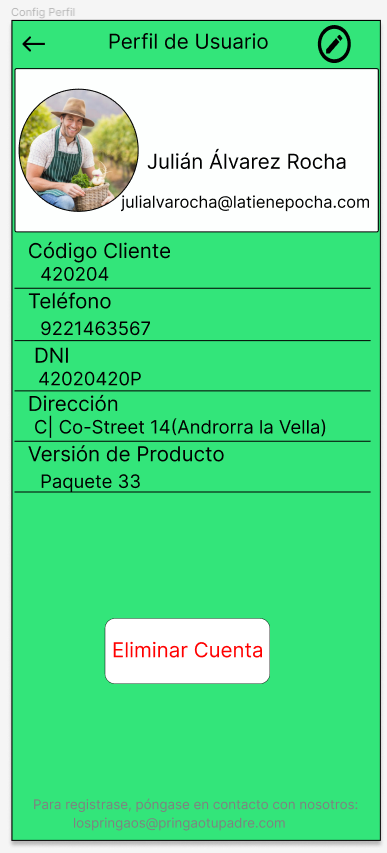 Config Perfil
Perfil de Usuario
Julián Álvarez Rocha
julialvarocha@latienepocha.com
Código Cliente
420204
Teléfono
9221463567
DNI
42020420P
Dirección
C| Co-Street 14(Androrra la Vella)
Versión de Producto
Paquete 33
Eliminar Cuenta
Para registrase, póngase en contacto con nosotros:
lospringaos@pringaotupadre.com